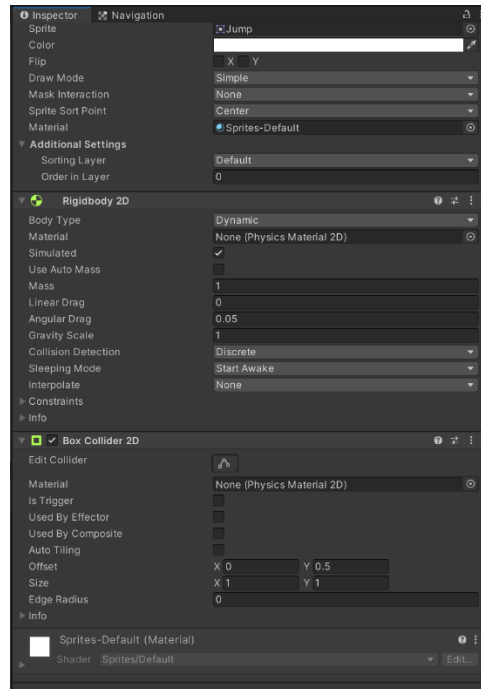 Inspector Navigation
Sprite Jump
Color
Flip X Y
Draw Mode Simple
Mask Interaction None
Sprite Sort Point Center
Material Sprites-Default
Additional Settings
Sorting Layer Default
Order in Layer 0
Rigidbody 2D
Body Type Dynamic
Material None (Physics Material 2D)
Simulated
Use Auto Mass
Mass 1
Linear Drag 0
Angular Drag 0.05
Gravity Scale 1
Collision Detection Discrete
Sleeping Mode Start Awake
Interpolate None
Constraints
Info
Box Collider 2D
Edit Collider
Material None (Physics Material 2D)
Is Trigger
Used By Effector
Used By Composite
Auto Tiling
Offset X 0 Y 0.5
Size X 1 Y 1
Edge Radius 0
Info
Sprites-Default (Material)
Shader Sprites/Default Edit...